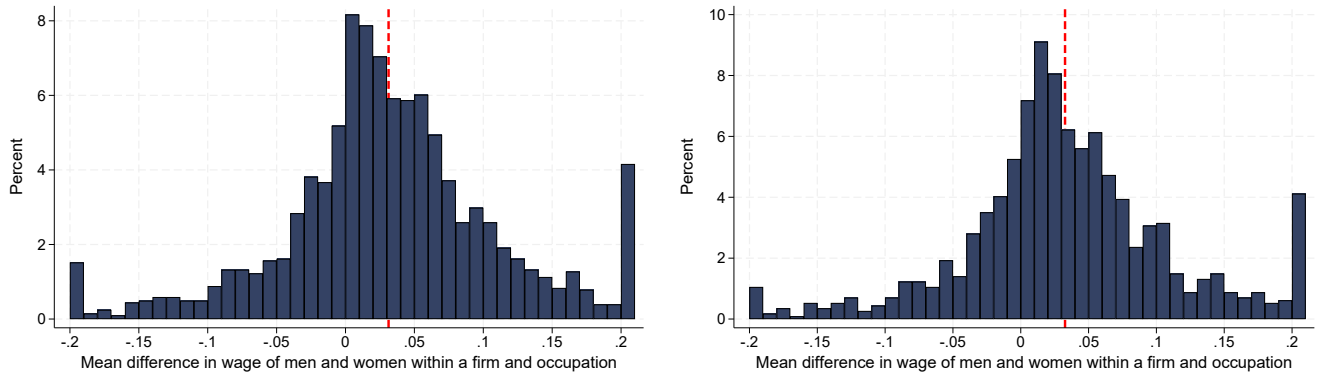 8
6
4
2
0
Percent
-.2 -.15 -.1 -.05 0 .05 .1 .15 .2
Mean difference in wage of men and women within a firm and occupation
10
8
6
4
2
0
Percent
-.2 -.15 -.1 -.05 0 .05 .1 .15 .2
Mean difference in wage of men and women within a firm and occupation